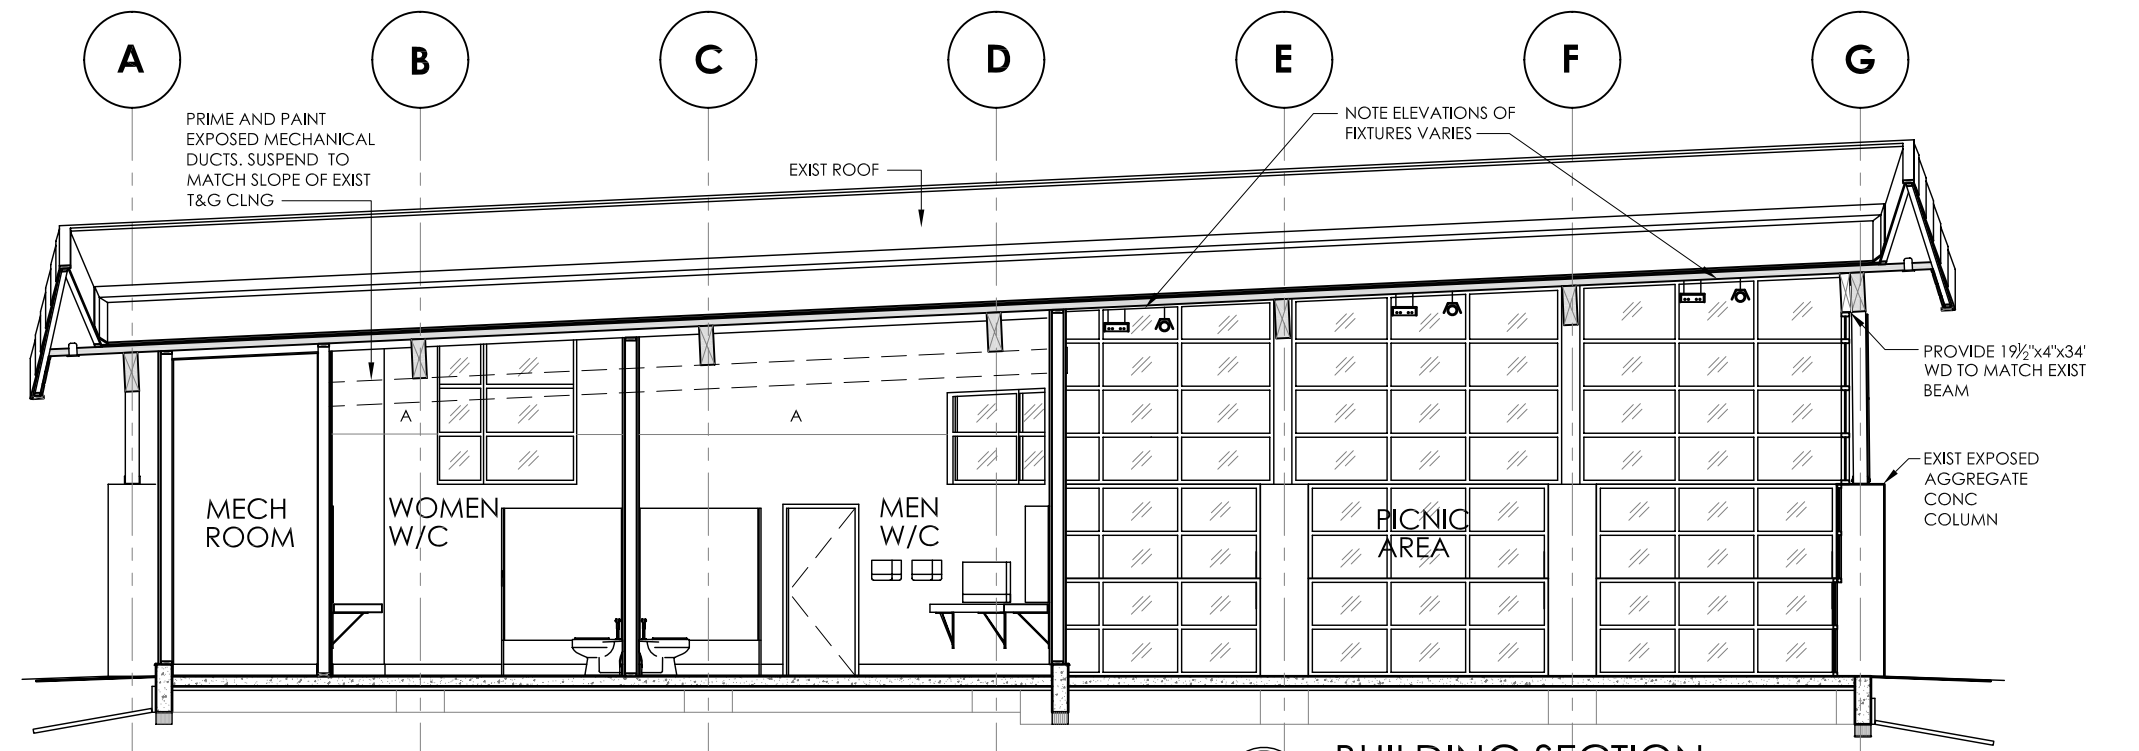 A
B
C
D
E
F
G
PRIME AND PAINT
EXPOSED MECHANICAL
DUCTS. SUSPEND TO
MATCH SLOPE OF EXIST
T&G CLNG
EXIST ROOF
NOTE ELEVATIONS OF
FIXTURES VARIES
PROVIDE 19½"x4"x34'
WD TO MATCH EXIST
BEAM
A
A
EXIST EXPOSED
AGGREGATE
CONC
COLUMN
MECH
ROOM
WOMEN
W/C
MEN
W/C
PICNIC
AREA
BUILDING SECTION